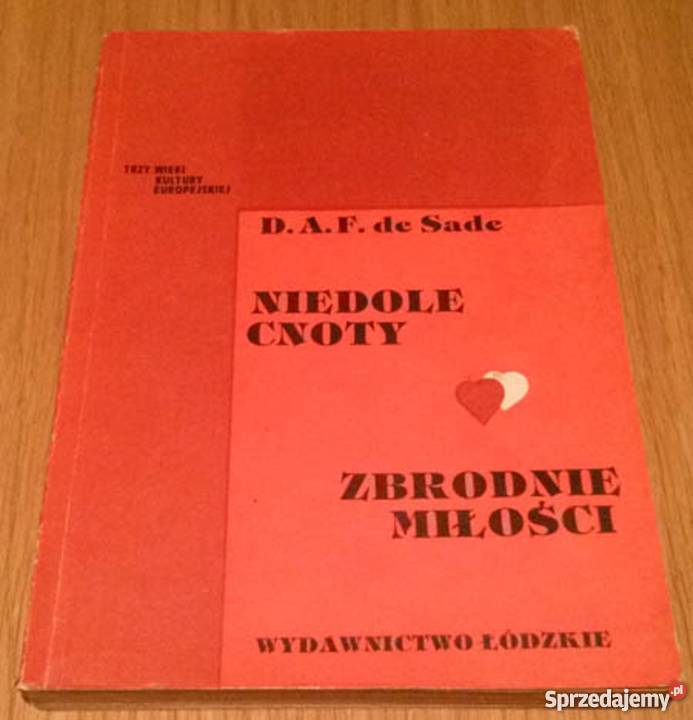 TRZY WIEKI
KULTURY
EUROPEJSKIEJ
D. A. F. de Sade
NIEDOLE
CNOTY
ZBRODNIE
MIŁOŚCI
WYDAWNICTWO ŁÓDZKIE
Sprzedajemy.pl